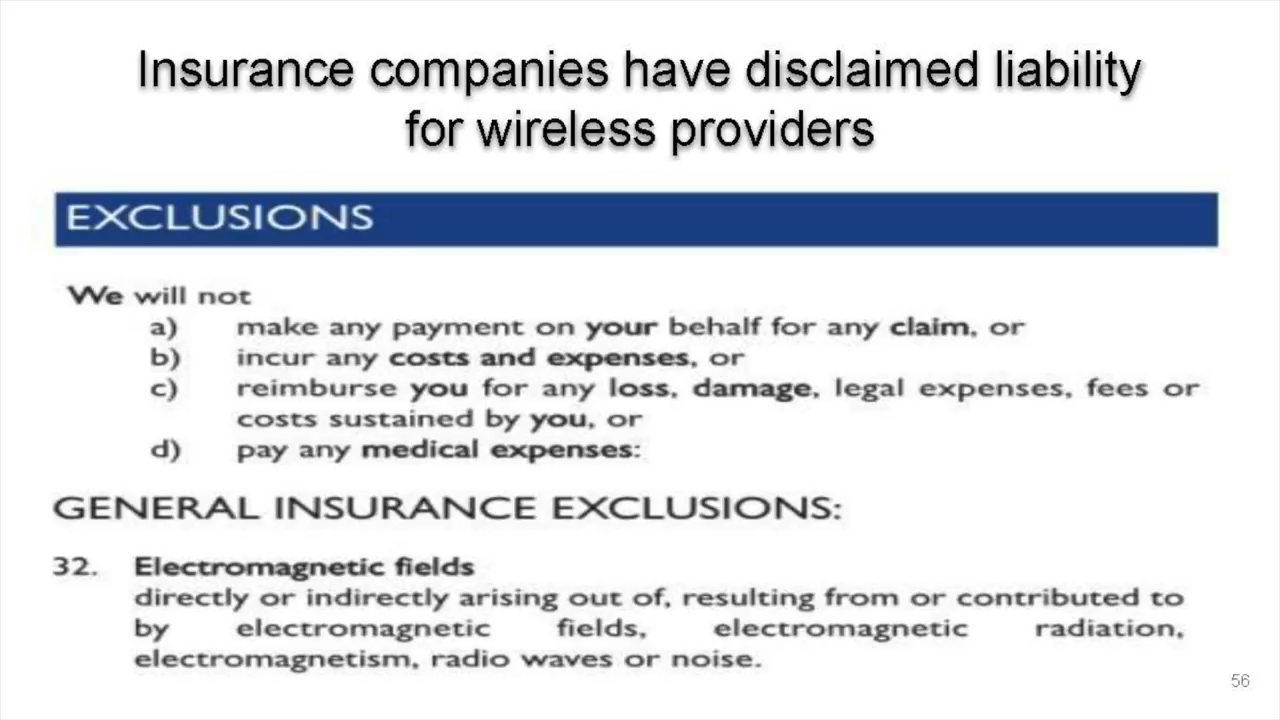 Insurance companies have disclaimed liability
for wireless providers
EXCLUSIONS
We will not
a) make any payment on your behalf for any claim, or
b) incur any costs and expenses, or
c) reimburse you for any loss, damage, legal expenses, fees or
costs sustained by you, or
d) pay any medical expenses:
GENERAL INSURANCE EXCLUSIONS:
32. Electromagnetic fields
directly or indirectly arising out of, resulting from or contributed to
by electromagnetic fields, electromagnetic radiation,
electromagnetism, radio waves or noise.
56